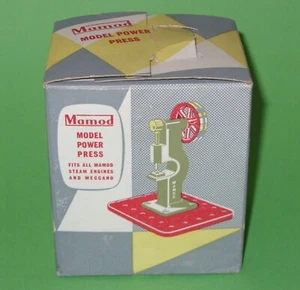 Mamod
MODEL POWER
PRESS
Mamod
MODEL
POWER
PRESS
FITS ALL MAMOD
STEAM ENGINES
AND MECCANO